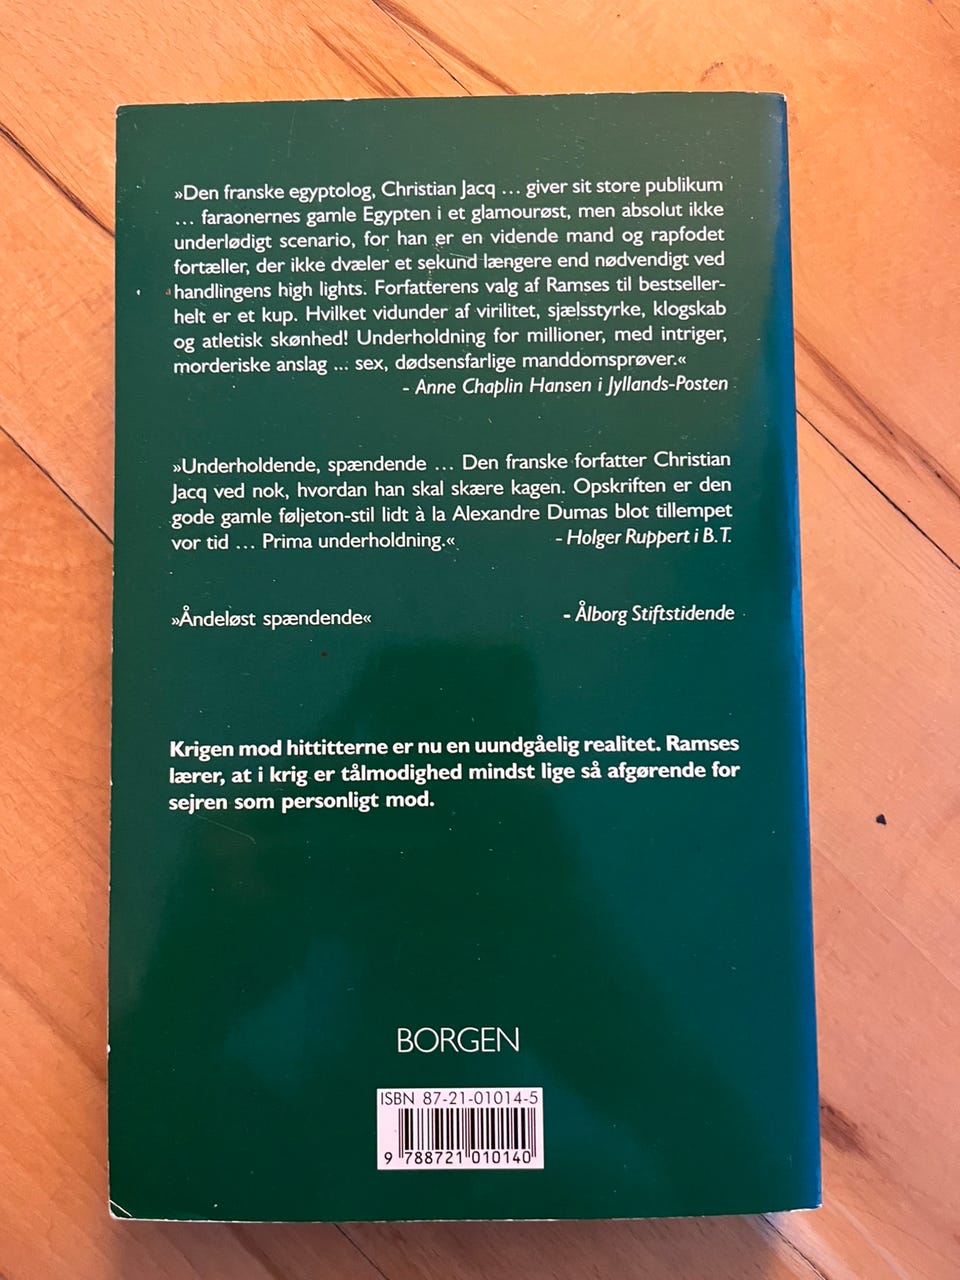 »Den franske egyptolog, Christian Jacq ... giver sit store publikum
... faraonernes gamle Egypten i et glamourøst, men absolut ikke
underlødigt scenario, for han er en vidende mand og rapfodet
fortæller, der ikke dvæler et sekund længere end nødvendigt ved
handlingens high lights. Forfatterens valg af Ramses til bestseller-
helt er et kup. Hvilket vidunder af virilitet, sjælsstyrke, klogskab
og atletisk skønhed! Underholdning for millioner, med intriger,
morderiske anslag ... sex, dødsensfarlige manddomsprøver.«
- Anne Chaplin Hansen i Jyllands-Posten
»Underholdende, spændende ... Den franske forfatter Christian
Jacq ved nok, hvordan han skal skære kagen. Opskriften er den
gode gamle føljeton-stil lidt à la Alexandre Dumas blot tillempet
vor tid ... Prima underholdning.« - Holger Ruppert i B.T.
»Åndeløst spændende« - Ålborg Stiftstidende
Krigen mod hittitterne er nu en uundgåelig realitet. Ramses
lærer, at i krig er tålmodighed mindst lige så afgørende for
sejren som personligt mod.
BORGEN
ISBN 87-21-01014-5
9 788721 010140